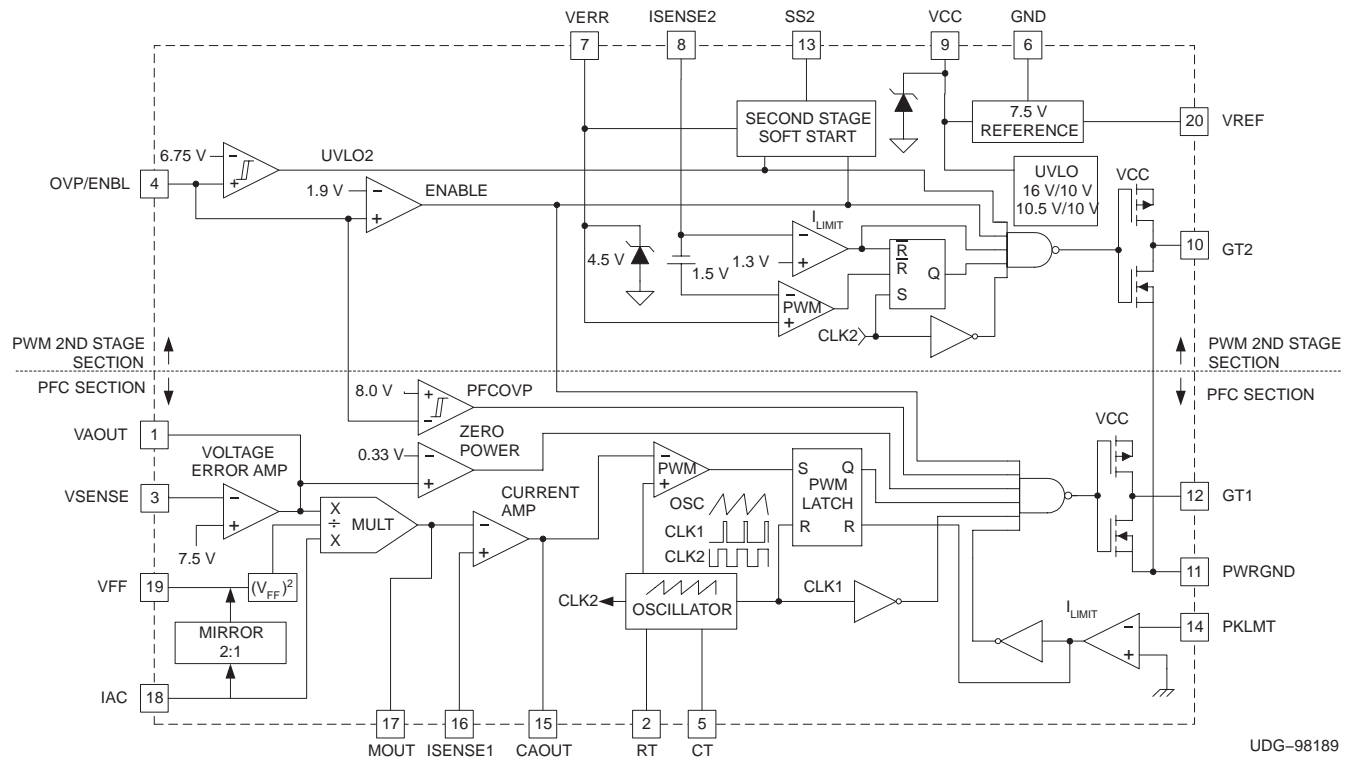 VERR
ISENSE2
SS2
VCC
GND
7
8
13
9
6
SECOND STAGE
SOFT START
7.5 V
REFERENCE
20
VREF
6.75 V
−
+
UVLO2
OVP/ENBL
4
1.9 V
−
+
ENABLE
UVLO
16 V/10 V
10.5 V/10 V
VCC
ILIMIT
−
+
4.5 V
1.5 V
1.3 V
R
R
Q
S
10
GT2
−
PWM
+
CLK2
PWM 2ND STAGE
SECTION
PWM 2ND STAGE
SECTION
PFC SECTION
PFC SECTION
8.0 V
+
−
PFCOVP
VCC
VAOUT
1
VOLTAGE
ERROR AMP
0.33 V
−
+
ZERO
POWER
VSENSE
3
−
+
7.5 V
X
÷
X
MULT
CURRENT
AMP
−
+
−
PWM
+
S
Q
PWM
LATCH
R
R
OSC
CLK1
CLK2
12
GT1
VFF
19
(VFF)2
11
PWRGND
MIRROR
2:1
CLK2
OSCILLATOR
CLK1
ILIMIT
−
+
14
PKLMT
IAC
18
17
16
15
2
5
MOUT
ISENSE1
CAOUT
RT
CT
UDG−98189